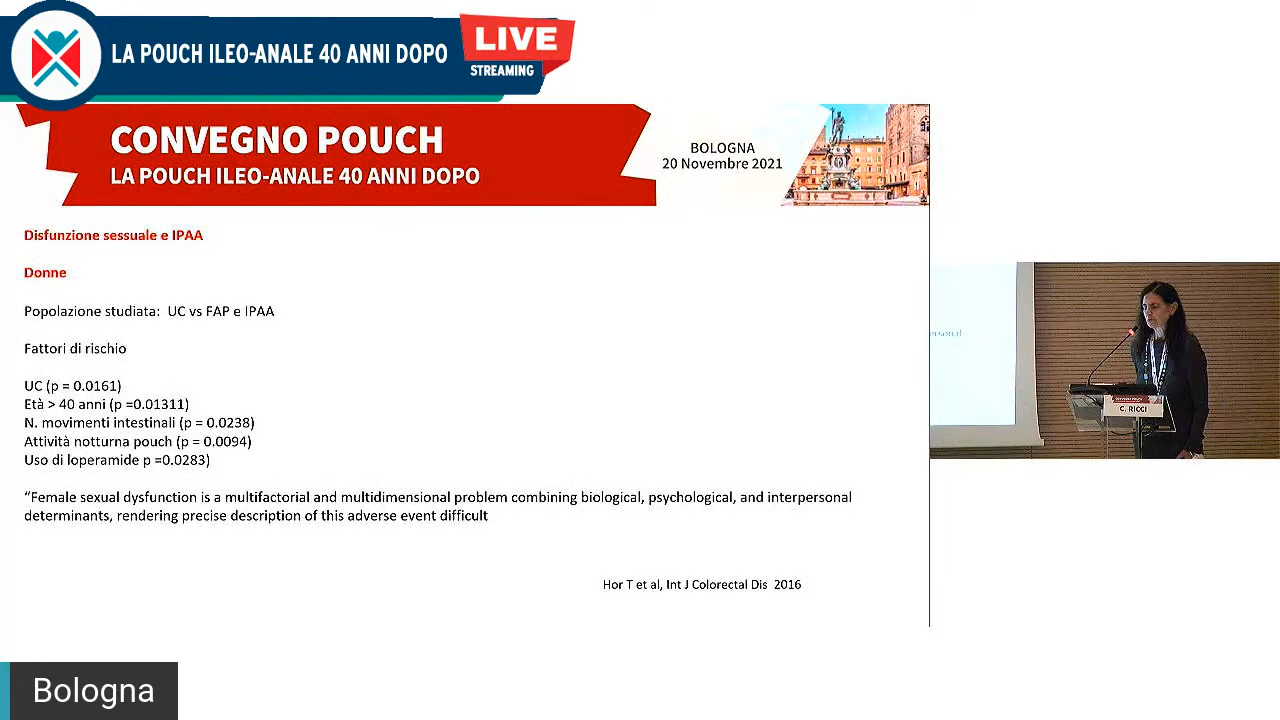 LA POUCH ILEO-ANALE 40 ANNI DOPO
LIVE
STREAMING
CONVEGNO POUCH
LA POUCH ILEO-ANALE 40 ANNI DOPO
BOLOGNA
20 Novembre 2021
Disfunzione sessuale e IPAA
Donne
Popolazione studiata: UC vs FAP e IPAA
Fattori di rischio
UC (p = 0.0161)
Età > 40 anni (p =0.01311)
N. movimenti intestinali (p = 0.0238)
Attività notturna pouch (p = 0.0094)
Uso di loperamide p =0.0283)
“Female sexual dysfunction is a multifactorial and multidimensional problem combining biological, psychological, and interpersonal
determinants, rendering precise description of this adverse event difficult
Hor T et al, Int J Colorectal Dis 2016
C. RICCI
Bologna